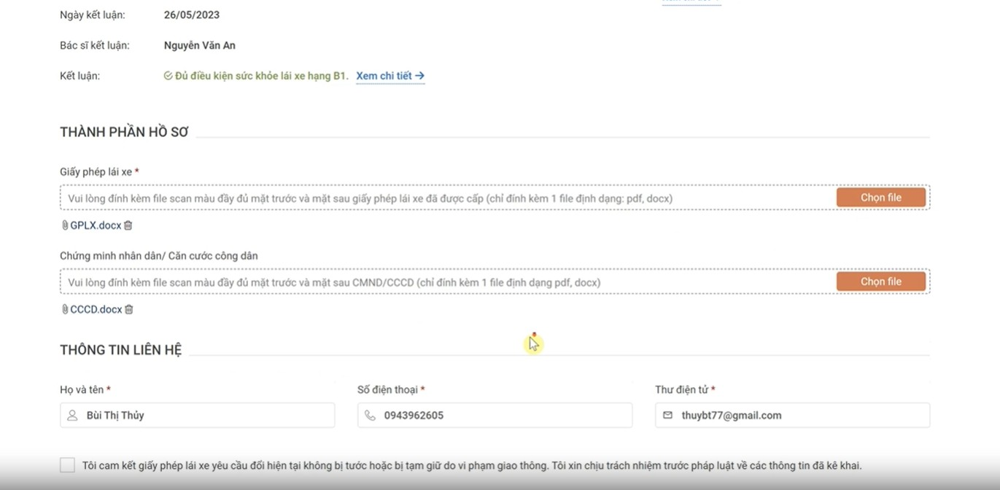 Ngày kết luận: 26/05/2023
Bác sĩ kết luận: Nguyễn Văn An
Kết luận: Đủ điều kiện sức khỏe lái xe hạng B1. Xem chi tiết →
THÀNH PHẦN HỒ SƠ
Giấy phép lái xe *
Vui lòng đính kèm file scan màu đầy đủ mặt trước và mặt sau giấy phép lái xe đã được cấp (chỉ đính kèm 1 file định dạng: pdf, docx) Chọn file
GPLX.docx
Chứng minh nhân dân/ Căn cước công dân
Vui lòng đính kèm file scan màu đầy đủ mặt trước và mặt sau CMND/CCCD (chỉ đính kèm 1 file định dạng pdf, docx) Chọn file
CCCD.docx
THÔNG TIN LIÊN HỆ
Họ và tên * Số điện thoại * Thư điện tử *
Bùi Thị Thủy 0943962605 thuybt77@gmail.com
Tôi cam kết giấy phép lái xe yêu cầu đổi hiện tại không bị tước hoặc bị tạm giữ do vi phạm giao thông. Tôi xin chịu trách nhiệm trước pháp luật về các thông tin đã kê khai.